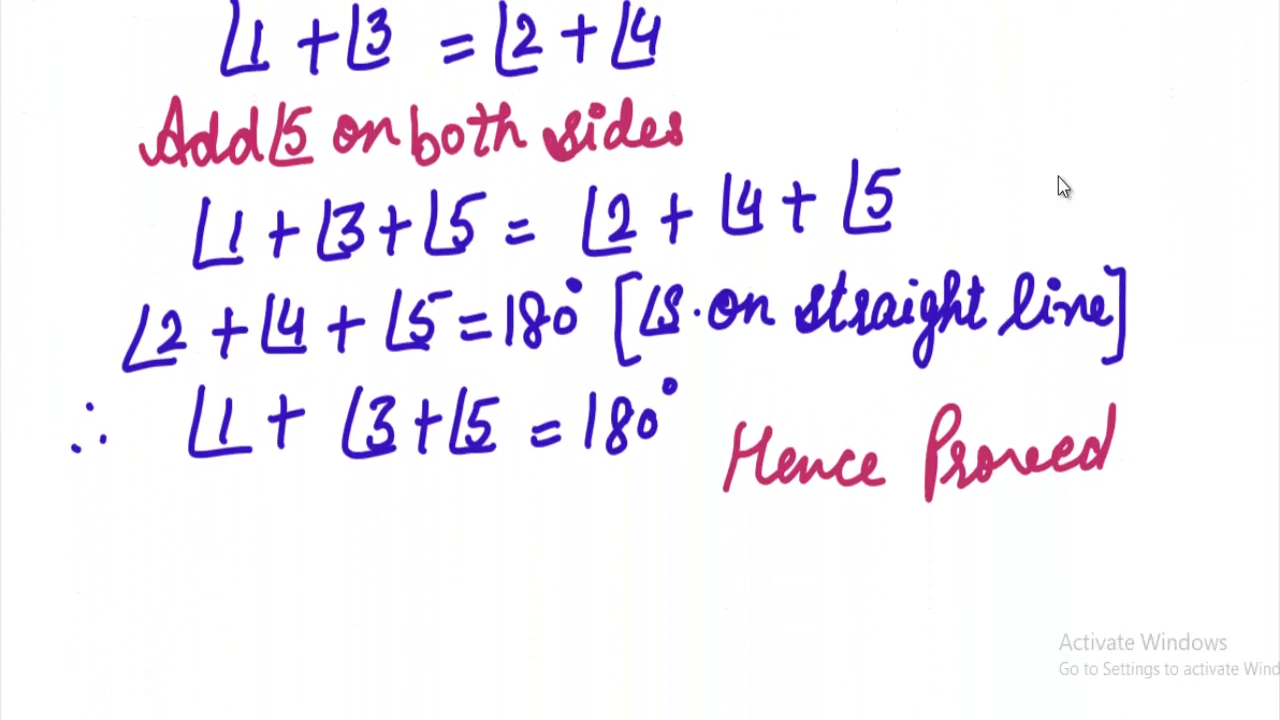 ∠1 + ∠3 = ∠2 + ∠4
Add ∠5 on both sides
∠1 + ∠3 + ∠5 = ∠2 + ∠4 + ∠5
∠2 + ∠4 + ∠5 = 180° [∠s. on straight line]
∴ ∠1 + ∠3 + ∠5 = 180°
Hence Proved
Activate Windows
Go to Settings to activate Wind